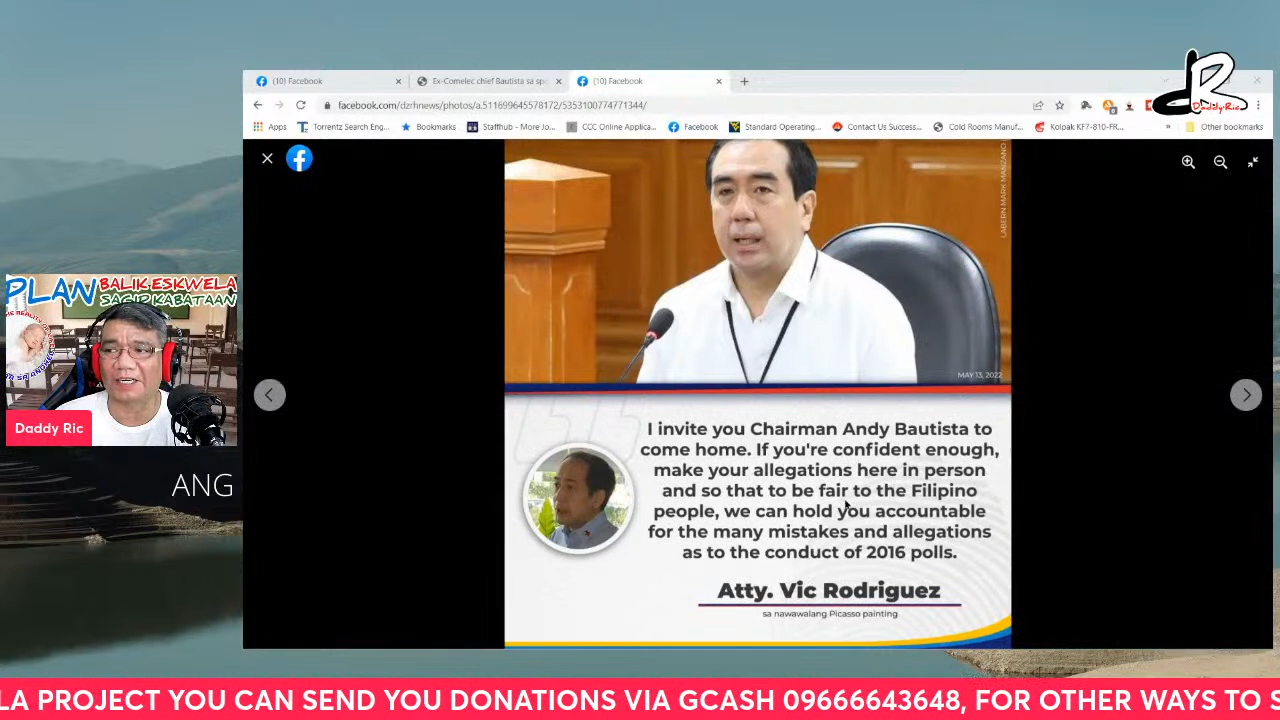 (10) Facebook
Ex-Comelec chief Bautista sa sp
(10) Facebook
facebook.com/dzrhnews/photos/a.511699645578172/5353100774771344/
Apps
Torrentz Search Eng...
Bookmarks
Staffhub - More Jo...
CCC Online Applica...
Facebook
Standard Operating...
Contact Us Success...
Cold Rooms Manuf...
Kolpak KF7-810-FR...
Other bookmarks
Daddy Ric
LABERN MARK MANZANO
MAY 13, 2022
I invite you Chairman Andy Bautista to
come home. If you're confident enough,
make your allegations here in person
and so that to be fair to the Filipino
people, we can hold you accountable
for the many mistakes and allegations
as to the conduct of 2016 polls.
Atty. Vic Rodriguez
sa nawawalang Picasso painting
PLAN BALIK ESKWELA
SAGIP KABATAAN
Daddy Ric
ANG
LA PROJECT YOU CAN SEND YOU DONATIONS VIA GCASH 09666643648, FOR OTHER WAYS TO S